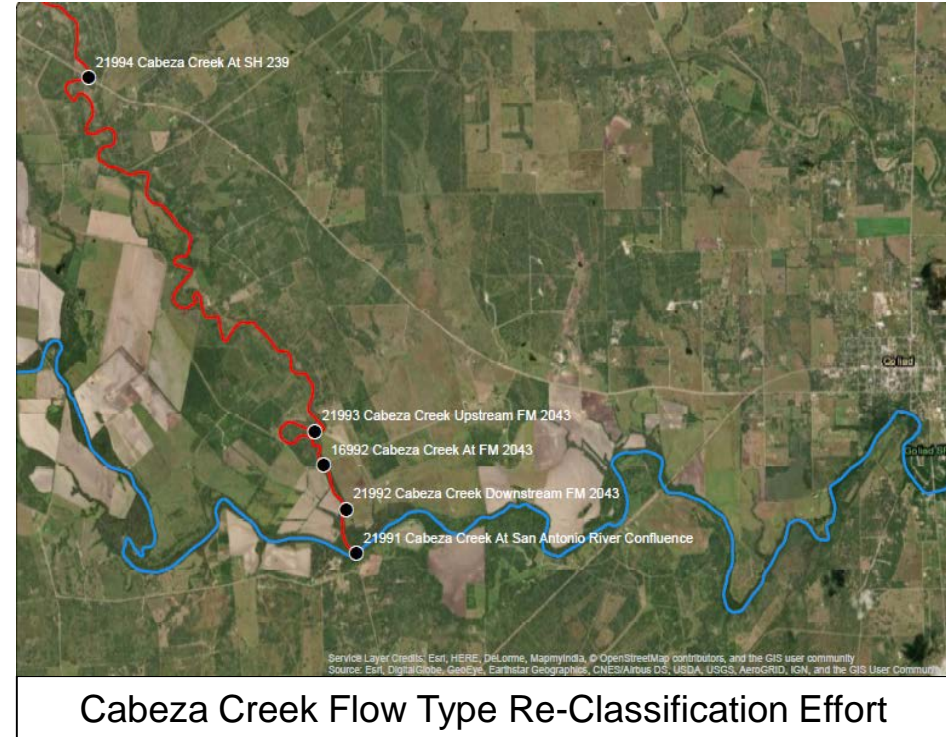 21994 Cabeza Creek At SH 239
Goliad
21993 Cabeza Creek Upstream FM 2043
16992 Cabeza Creek At FM 2043
21992 Cabeza Creek Downstream FM 2043
21991 Cabeza Creek At San Antonio River Confluence
Service Layer Credits: Esri, HERE, DeLorme, MapmyIndia, © OpenStreetMap contributors, and the GIS user community
Source: Esri, DigitalGlobe, GeoEye, Earthstar Geographics, CNES/Airbus DS, USDA, USGS, AeroGRID, IGN, and the GIS User Community
Cabeza Creek Flow Type Re-Classification Effort